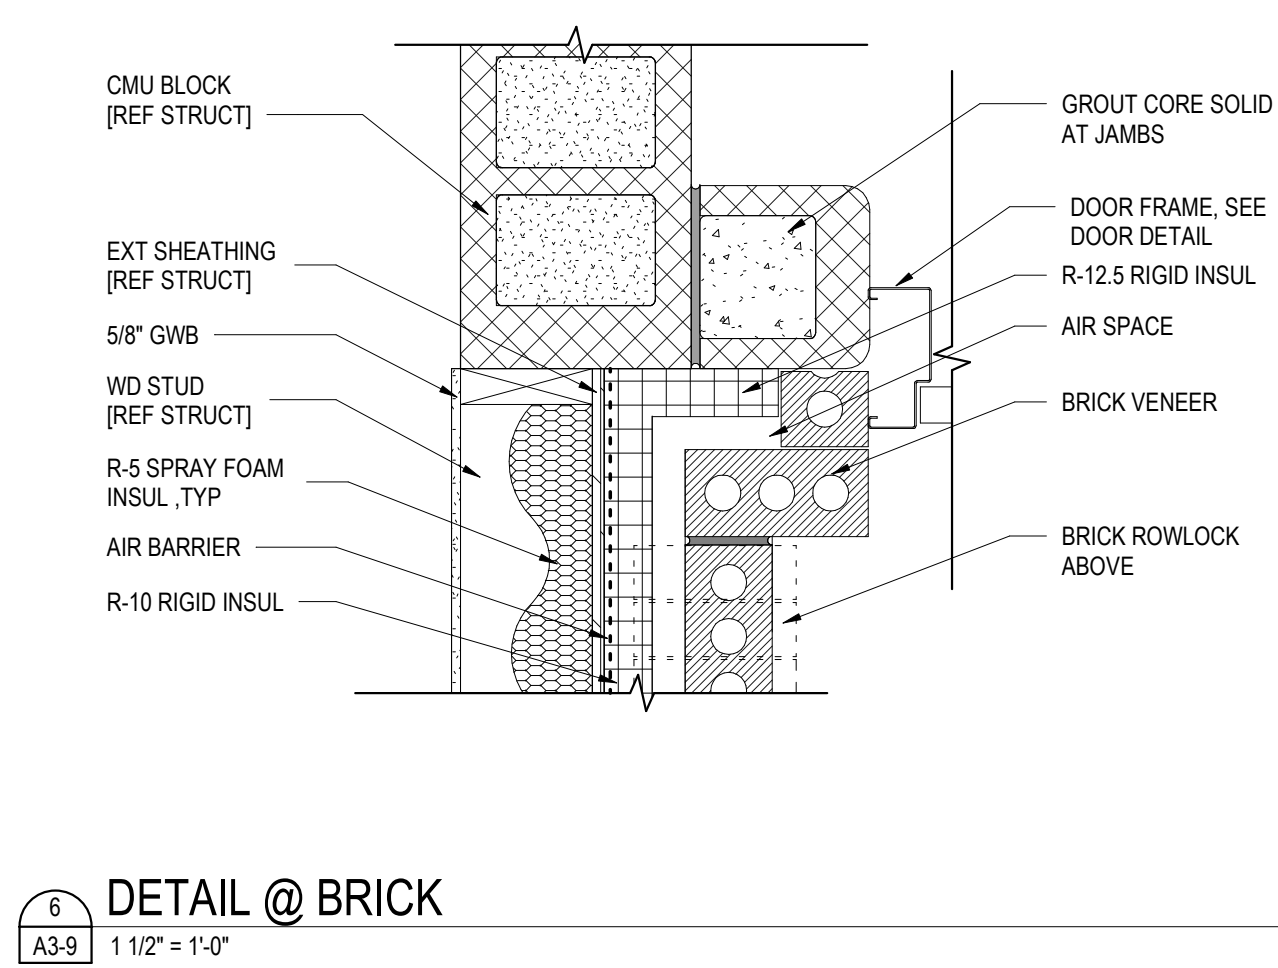 CMU BLOCK
[REF STRUCT]
EXT SHEATHING
[REF STRUCT]
5/8" GWB
WD STUD
[REF STRUCT]
R-5 SPRAY FOAM
INSUL ,TYP
AIR BARRIER
R-10 RIGID INSUL
GROUT CORE SOLID
AT JAMBS
DOOR FRAME, SEE
DOOR DETAIL
R-12.5 RIGID INSUL
AIR SPACE
BRICK VENEER
BRICK ROWLOCK
ABOVE
6
DETAIL @ BRICK
A3-9
1 1/2" = 1'-0"